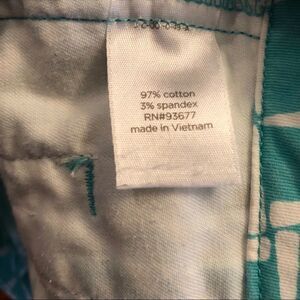 97% cotton
3% spandex
RN#93677
made in Vietnam